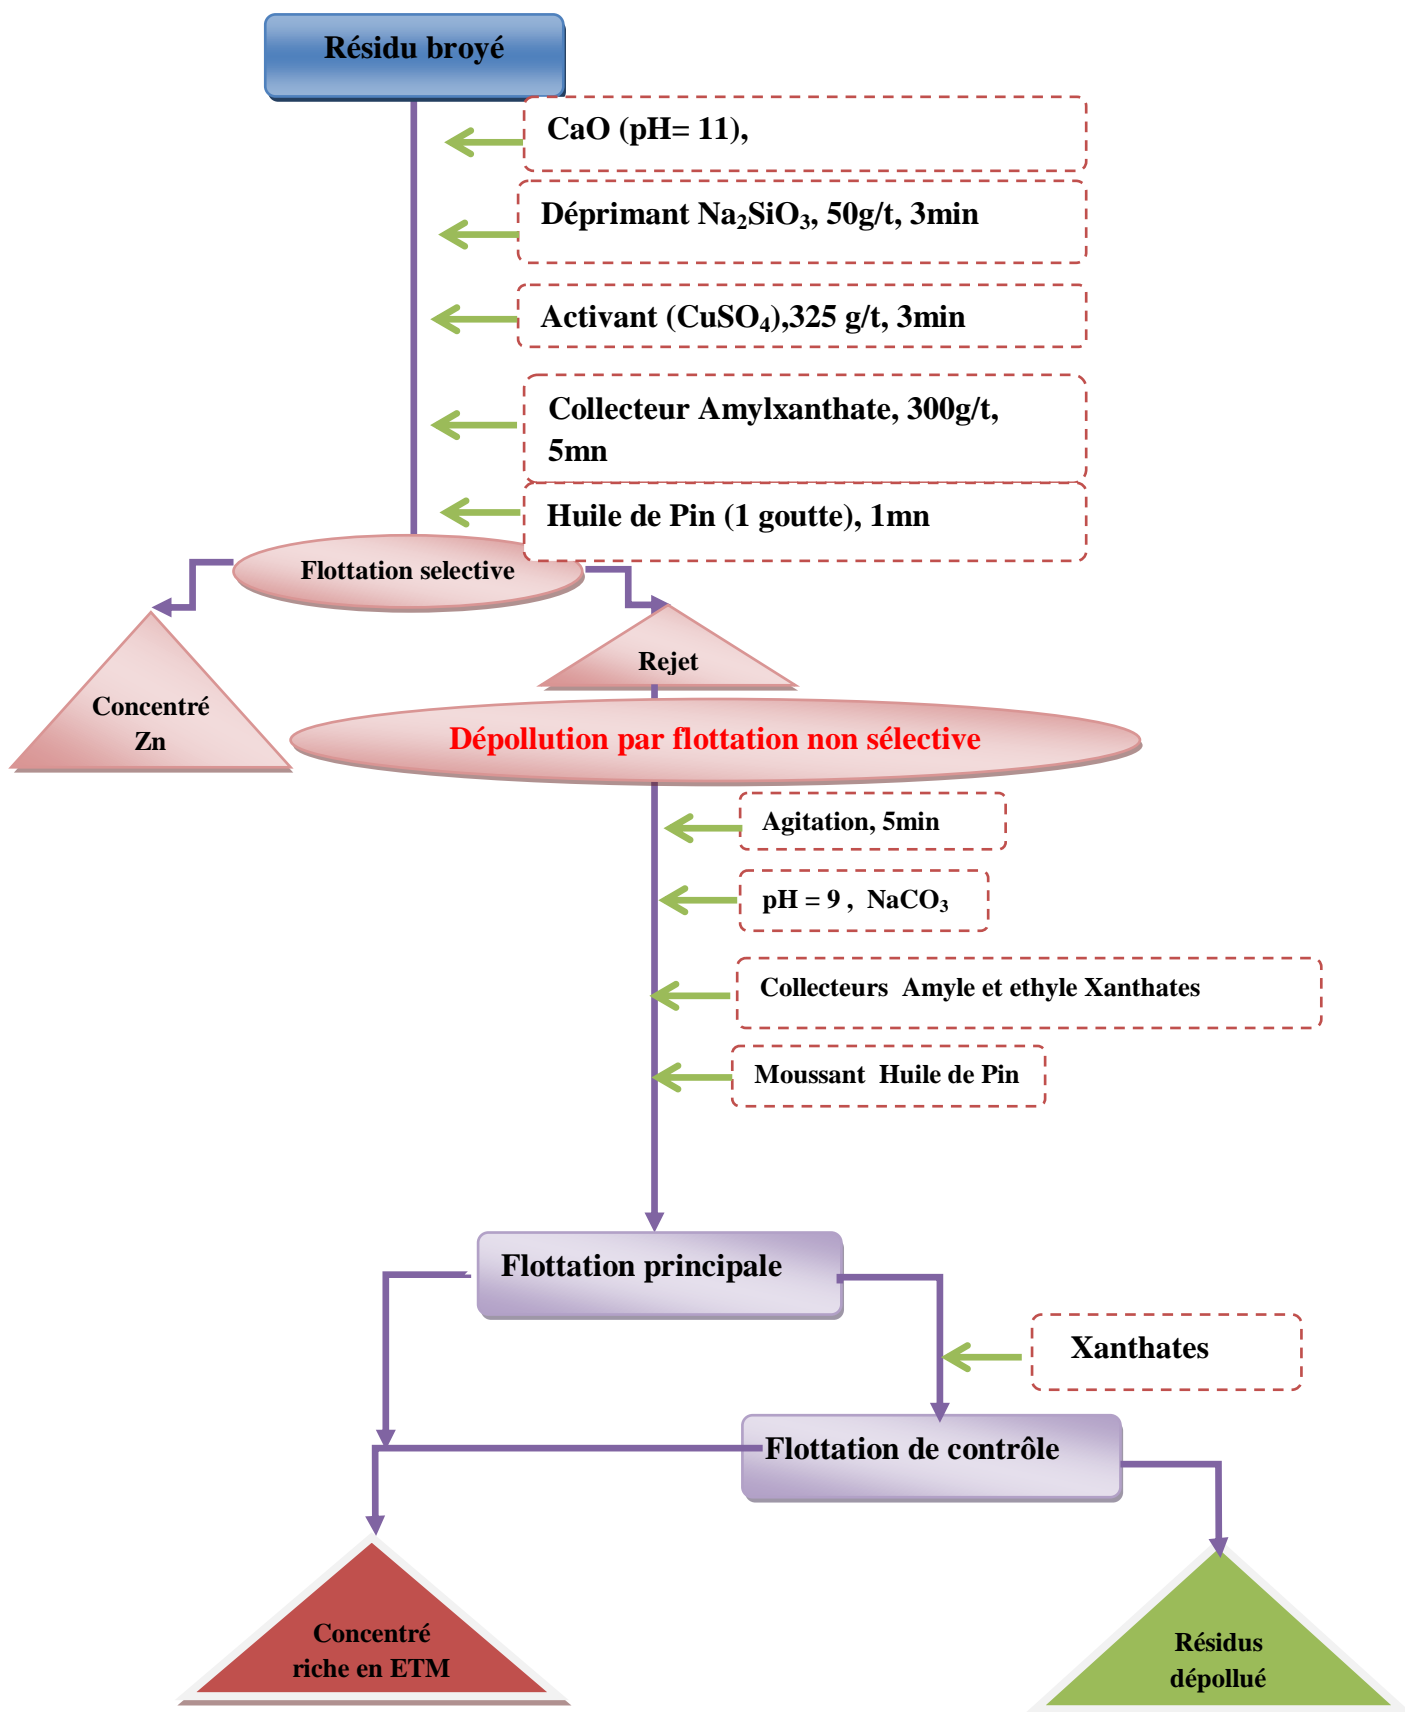 Résidu broyé
CaO (pH= 11),
Déprimant Na₂SiO₃, 50g/t, 3min
Activant (CuSO₄),325 g/t, 3min
Collecteur Amylxanthate, 300g/t,
5mn
Huile de Pin (1 goutte), 1mn
Flottation selective
Rejet
Concentré
Zn
Dépollution par flottation non sélective
Agitation, 5min
pH = 9 , NaCO₃
Collecteurs Amyle et ethyle Xanthates
Moussant Huile de Pin
Flottation principale
Xanthates
Flottation de contrôle
Concentré
riche en ETM
Résidus
dépollué